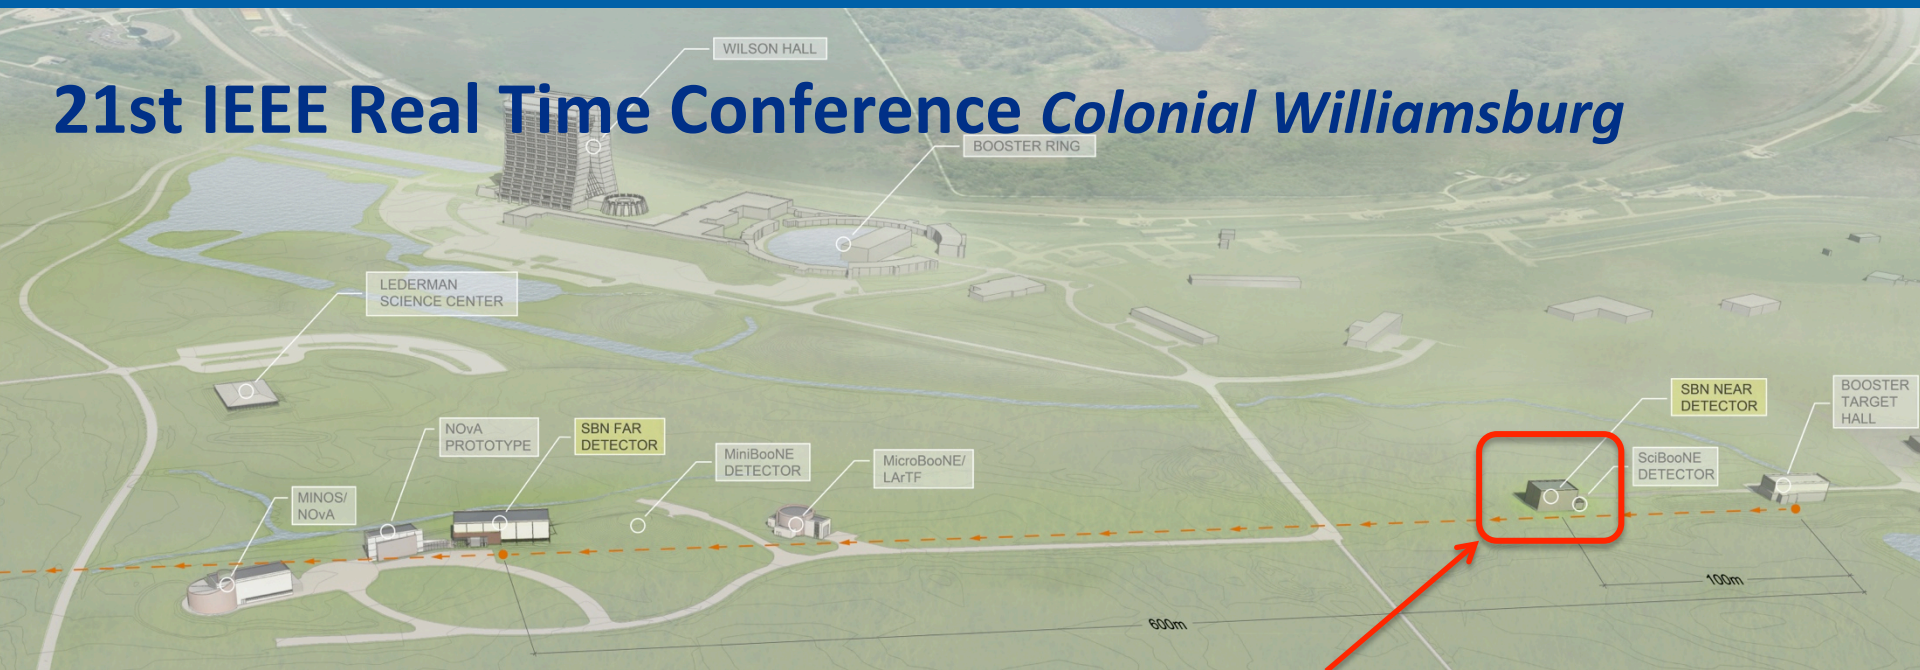 WILSON HALL
21st IEEE Real Time Conference Colonial Williamsburg
BOOSTER RING
LEDERMAN
SCIENCE CENTER
SBN NEAR
DETECTOR
BOOSTER
TARGET
HALL
NOvA
PROTOTYPE
SBN FAR
DETECTOR
MiniBooNE
DETECTOR
MicroBooNE/
LArTF
SciBooNE
DETECTOR
MINOS/
NOvA
100m
600m